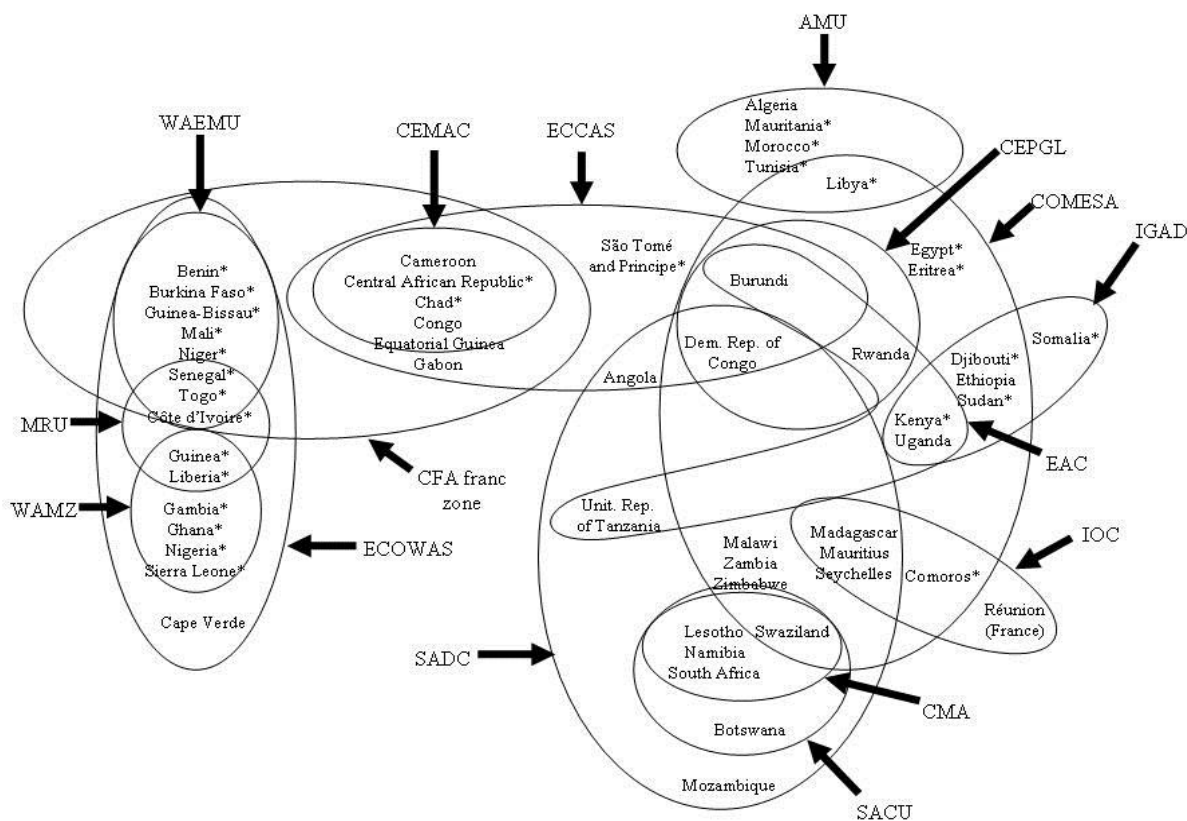 AMU
Algeria
Mauritania*
Morocco*
Tunisia*
Libya*
WAEMU
CEMAC
ECCAS
CEPGL
COMESA
IGAD
Benin*
Burkina Faso*
Guinea-Bissau*
Mali*
Niger*
Senegal*
Togo*
Côte d'Ivoire*
Cameroon
Central African Republic*
Chad*
Congo
Equatorial Guinea
Gabon
São Tomé
and Principe*
Burundi
Egypt*
Eritrea*
Somalia*
Dem. Rep. of
Congo
Rwanda
Angola
Djibouti*
Ethiopia
Sudan*
Kenya*
Uganda
MRU
Guinea*
Liberia*
CFA franc
zone
EAC
WAMZ
Gambia*
Ghana*
Nigeria*
Sierra Leone*
ECOWAS
Unit. Rep.
of Tanzania
Malawi
Zambia
Zimbabwe
Madagascar
Mauritius
Seychelles
Comoros*
IOC
Réunion
(France)
Cape Verde
SADC
Lesotho Swaziland
Namibia
South Africa
CMA
Botswana
Mozambique
SACU